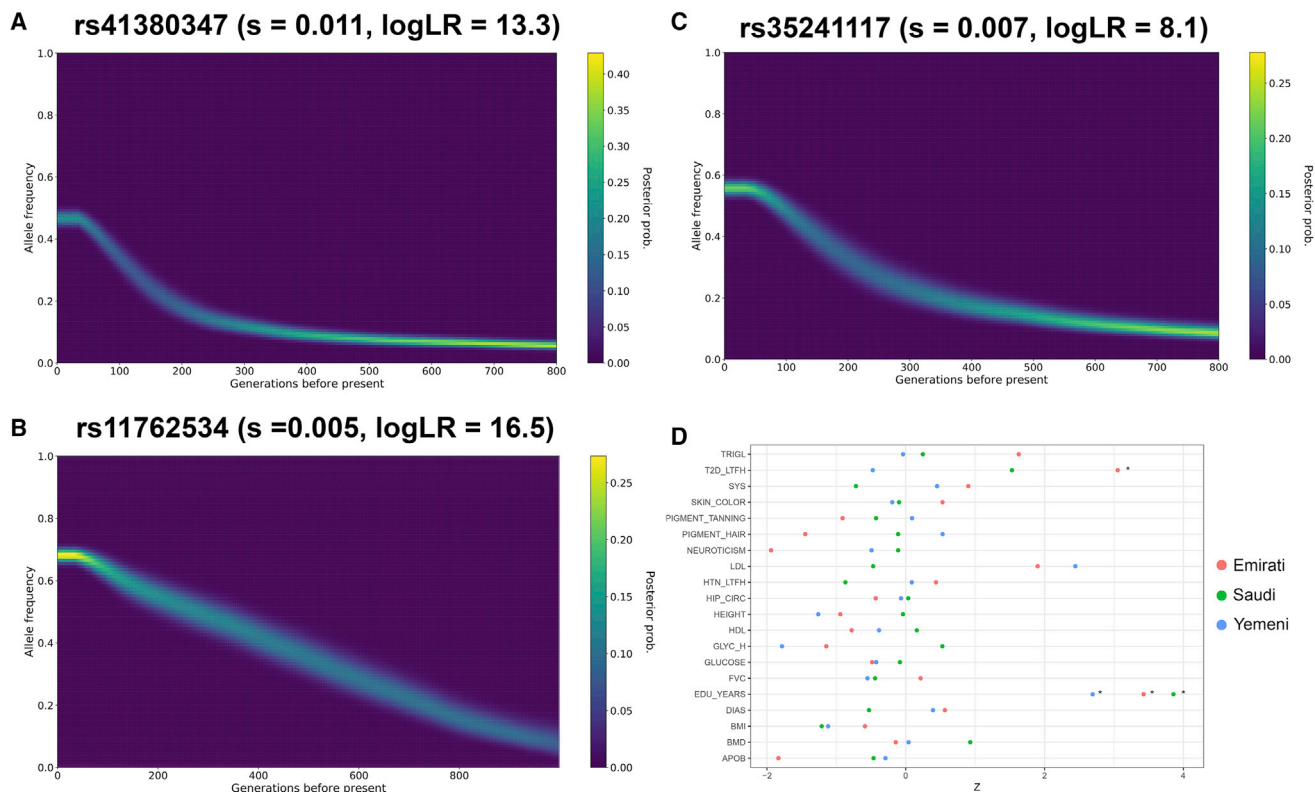 A
rs41380347 (s = 0.011, logLR = 13.3)
1.0
0.8
0.6
0.4
0.2
0.0
Allele frequency
0 100 200 300 400 500 600 700 800
Generations before present
0.40
0.35
0.30
0.25
0.20
0.15
0.10
0.05
0.00
Posterior prob.
C
rs35241117 (s = 0.007, logLR = 8.1)
1.0
0.8
0.6
0.4
0.2
0.0
Allele frequency
0 100 200 300 400 500 600 700 800
Generations before present
0.25
0.20
0.15
0.10
0.05
0.00
Posterior prob.
B
rs11762534 (s =0.005, logLR = 16.5)
1.0
0.8
0.6
0.4
0.2
0.0
Allele frequency
0 200 400 600 800
Generations before present
0.25
0.20
0.15
0.10
0.05
0.00
Posterior prob.
D
TRIGL
T2D_LTFH *
SYS
SKIN_COLOR
PIGMENT_TANNING
PIGMENT_HAIR
NEUROTICISM
LDL
HTN_LTFH
HIP_CIRC
HEIGHT
HDL
GLYC_H
GLUCOSE
FVC
EDU_YEARS * * *
DIAS
BMI
BMD
APOB
−2 0 2 4
Z
Emirati
Saudi
Yemeni